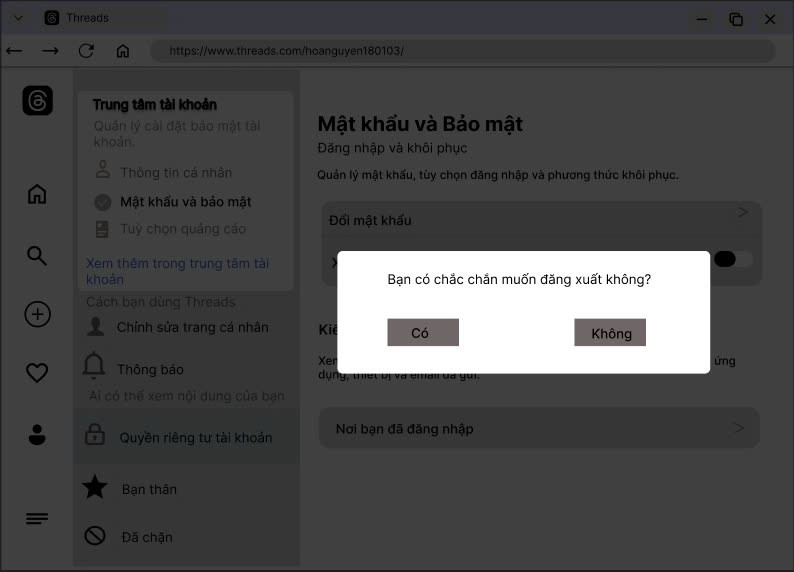 Threads
https://www.threads.com/hoanguyen180103/
Trung tâm tài khoản
Quản lý cài đặt bảo mật tài
khoản.
Thông tin cá nhân
Mật khẩu và bảo mật
Tuỳ chọn quảng cáo
Xem thêm trong trung tâm tài
khoản
Cách bạn dùng Threads
Chỉnh sửa trang cá nhân
Thông báo
Ai có thể xem nội dung của bạn
Quyền riêng tư tài khoản
Bạn thân
Đã chặn
Mật khẩu và Bảo mật
Đăng nhập và khôi phục
Quản lý mật khẩu, tùy chọn đăng nhập và phương thức khôi phục.
Đổi mật khẩu
Bạn có chắc chắn muốn đăng xuất không?
Có
Không
Xem
ứng
dụng, thiết bị và email đã gửi.
Nơi bạn đã đăng nhập